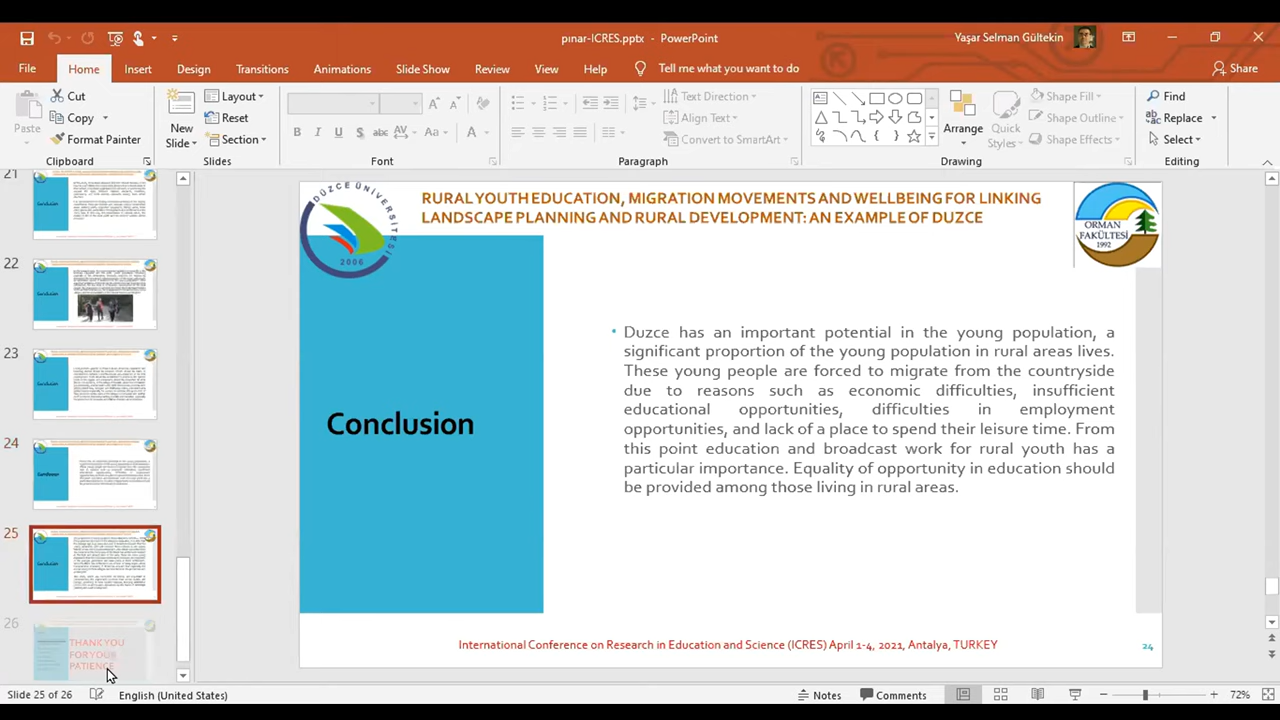 pınar-ICRES.pptx - PowerPoint
Yaşar Selman Gültekin
File Home Insert Design Transitions Animations Slide Show Review View Help Tell me what you want to do Share
Paste
Cut
Copy
Format Painter
Clipboard
New Slide
Layout
Reset
Section
Slides
Font
Text Direction
Align Text
Convert to SmartArt
Paragraph
Arrange
Quick Styles
Shape Fill
Shape Outline
Shape Effects
Drawing
Find
Replace
Select
Editing
21
22
23
24
25
26
THANK YOU
FOR YOUR
PATIENCE
DUZCE ÜNİVERSİTESİ
2006
RURAL YOUTH EDUCATION, MIGRATION MOVEMENTS AND WELLBEING FOR LINKING
LANDSCAPE PLANNING AND RURAL DEVELOPMENT: AN EXAMPLE OF DUZCE
ORMAN
FAKÜLTESİ
1992
Conclusion
Duzce has an important potential in the young population, a
significant proportion of the young population in rural areas lives.
These young people are forced to migrate from the countryside
due to reasons such as economic difficulties, insufficient
educational opportunities, difficulties in employment
opportunities, and lack of a place to spend their leisure time. From
this point education and broadcast work for rural youth has a
particular importance. Equality of opportunity in education should
be provided among those living in rural areas.
International Conference on Research in Education and Science (ICRES) April 1-4, 2021, Antalya, TURKEY
24
Slide 25 of 26 English (United States) Notes Comments 72%